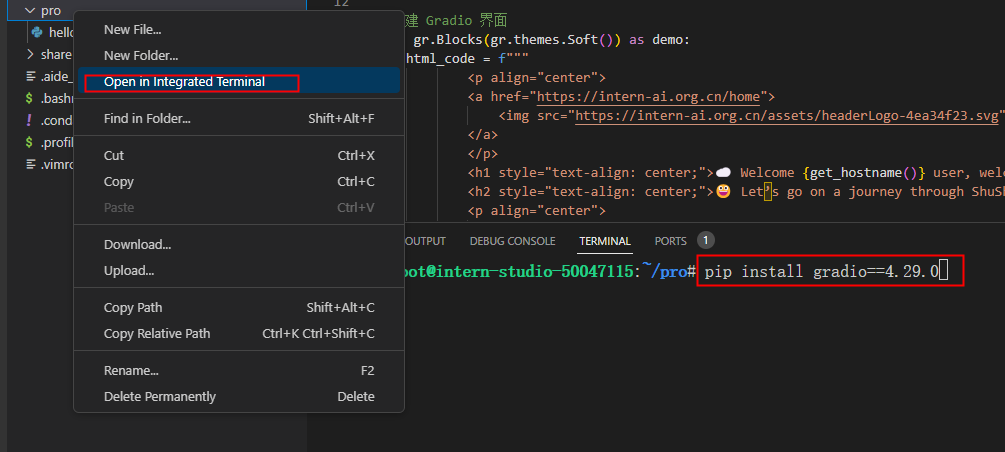 pro
hello
share
.aide_
.bashr
.cond
.profil
.vimrc
New File...
New Folder...
Open in Integrated Terminal
Find in Folder... Shift+Alt+F
Cut Ctrl+X
Copy Ctrl+C
Paste Ctrl+V
Download...
Upload...
Copy Path Shift+Alt+C
Copy Relative Path Ctrl+K Ctrl+Shift+C
Rename... F2
Delete Permanently Delete
12
建 Gradio 界面
gr.Blocks(gr.themes.Soft()) as demo:
html_code = f"""
<p align="center">
<a href="https://intern-ai.org.cn/home">
<img src="https://intern-ai.org.cn/assets/headerLogo-4ea34f23.svg"
</a>
</p>
<h1 style="text-align: center;">☁️ Welcome {get_hostname()} user, welc
<h2 style="text-align: center;">😀 Let’s go on a journey through ShuSh
<p align="center">
OUTPUT DEBUG CONSOLE TERMINAL PORTS 1
oot@intern-studio-50047115:~/pro# pip install gradio==4.29.0